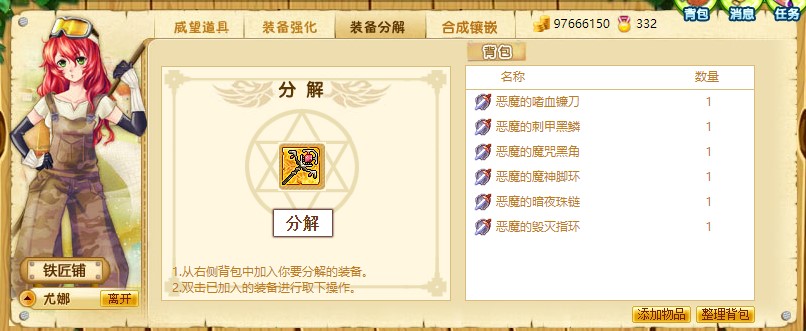 背包 消息 任务
威望道具 装备强化 装备分解 合成镶嵌 97666150 332
分 解
分解
1.从右侧背包中加入你要分解的装备。
2.双击已加入的装备进行取下操作。
铁匠铺
尤娜 离开
背包
名称 数量
恶魔的嗜血镰刀 1
恶魔的刺甲黑鳞 1
恶魔的魔咒黑角 1
恶魔的魔神脚环 1
恶魔的暗夜珠链 1
恶魔的毁灭指环 1
添加物品 整理背包